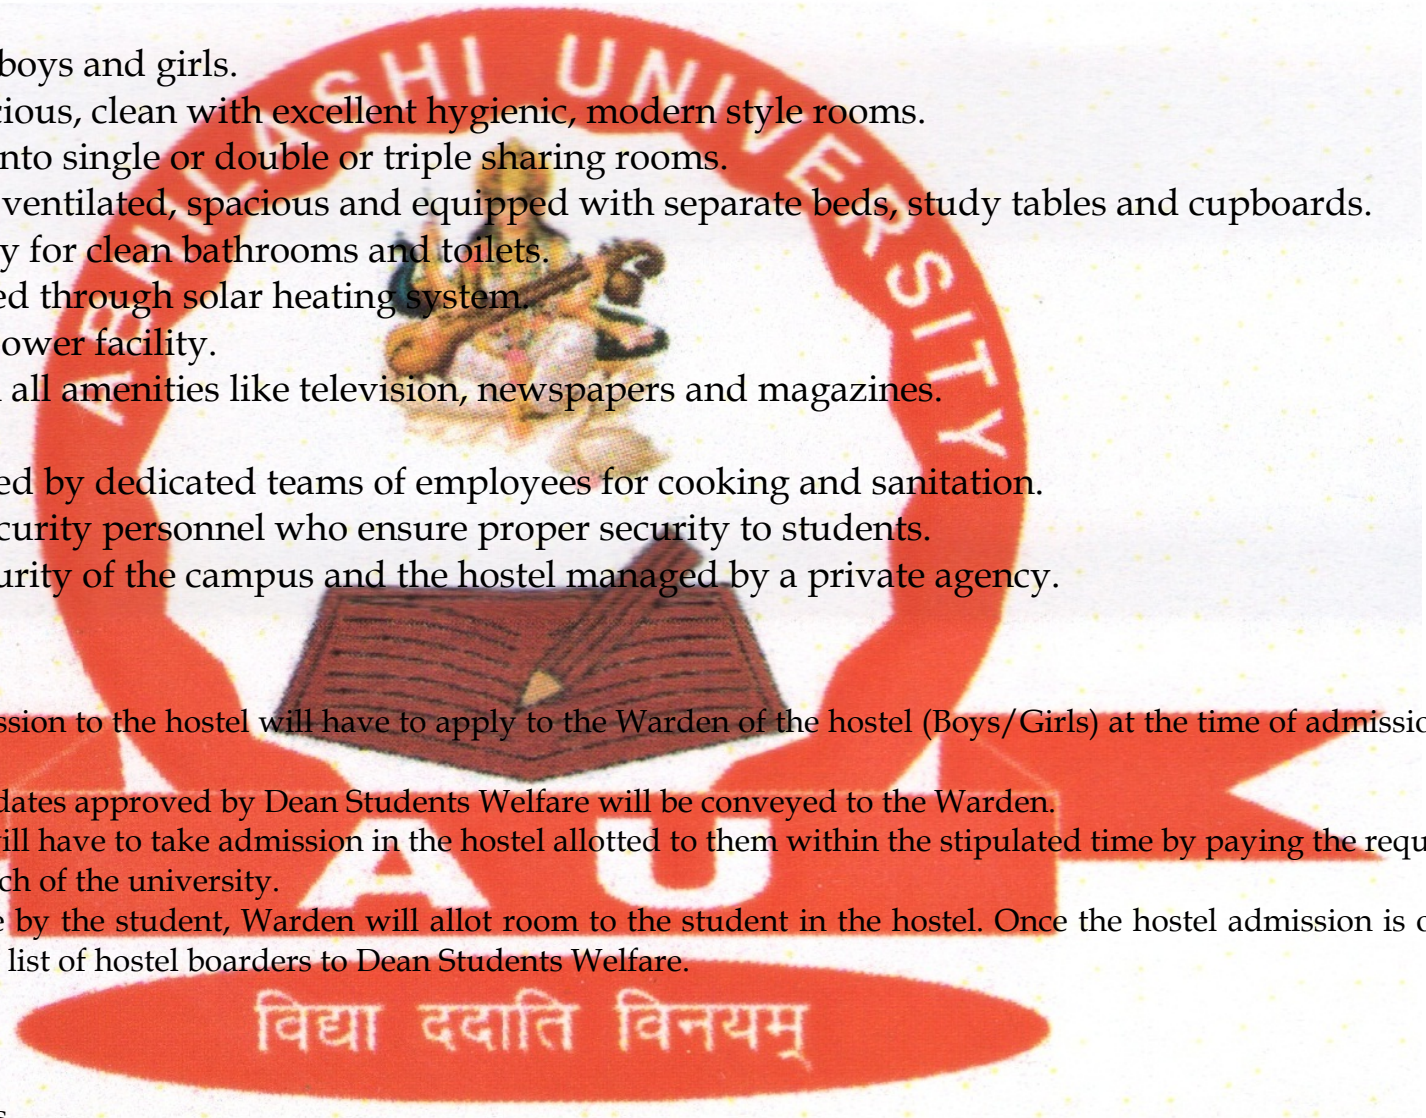 ABHILASHI UNIVERSITY
boys and girls.
cious, clean with excellent hygienic, modern style rooms.
nto single or double or triple sharing rooms.
ventilated, spacious and equipped with separate beds, study tables and cupboards.
y for clean bathrooms and toilets.
ed through solar heating system.
ower facility.
all amenities like television, newspapers and magazines.
ed by dedicated teams of employees for cooking and sanitation.
curity personnel who ensure proper security to students.
urity of the campus and the hostel managed by a private agency.
ssion to the hostel will have to apply to the Warden of the hostel (Boys/Girls) at the time of admissio
dates approved by Dean Students Welfare will be conveyed to the Warden.
will have to take admission in the hostel allotted to them within the stipulated time by paying the requ
ch of the university.
e by the student, Warden will allot room to the student in the hostel. Once the hostel admission is o
list of hostel boarders to Dean Students Welfare.
AU
विद्या ददाति विनयम्